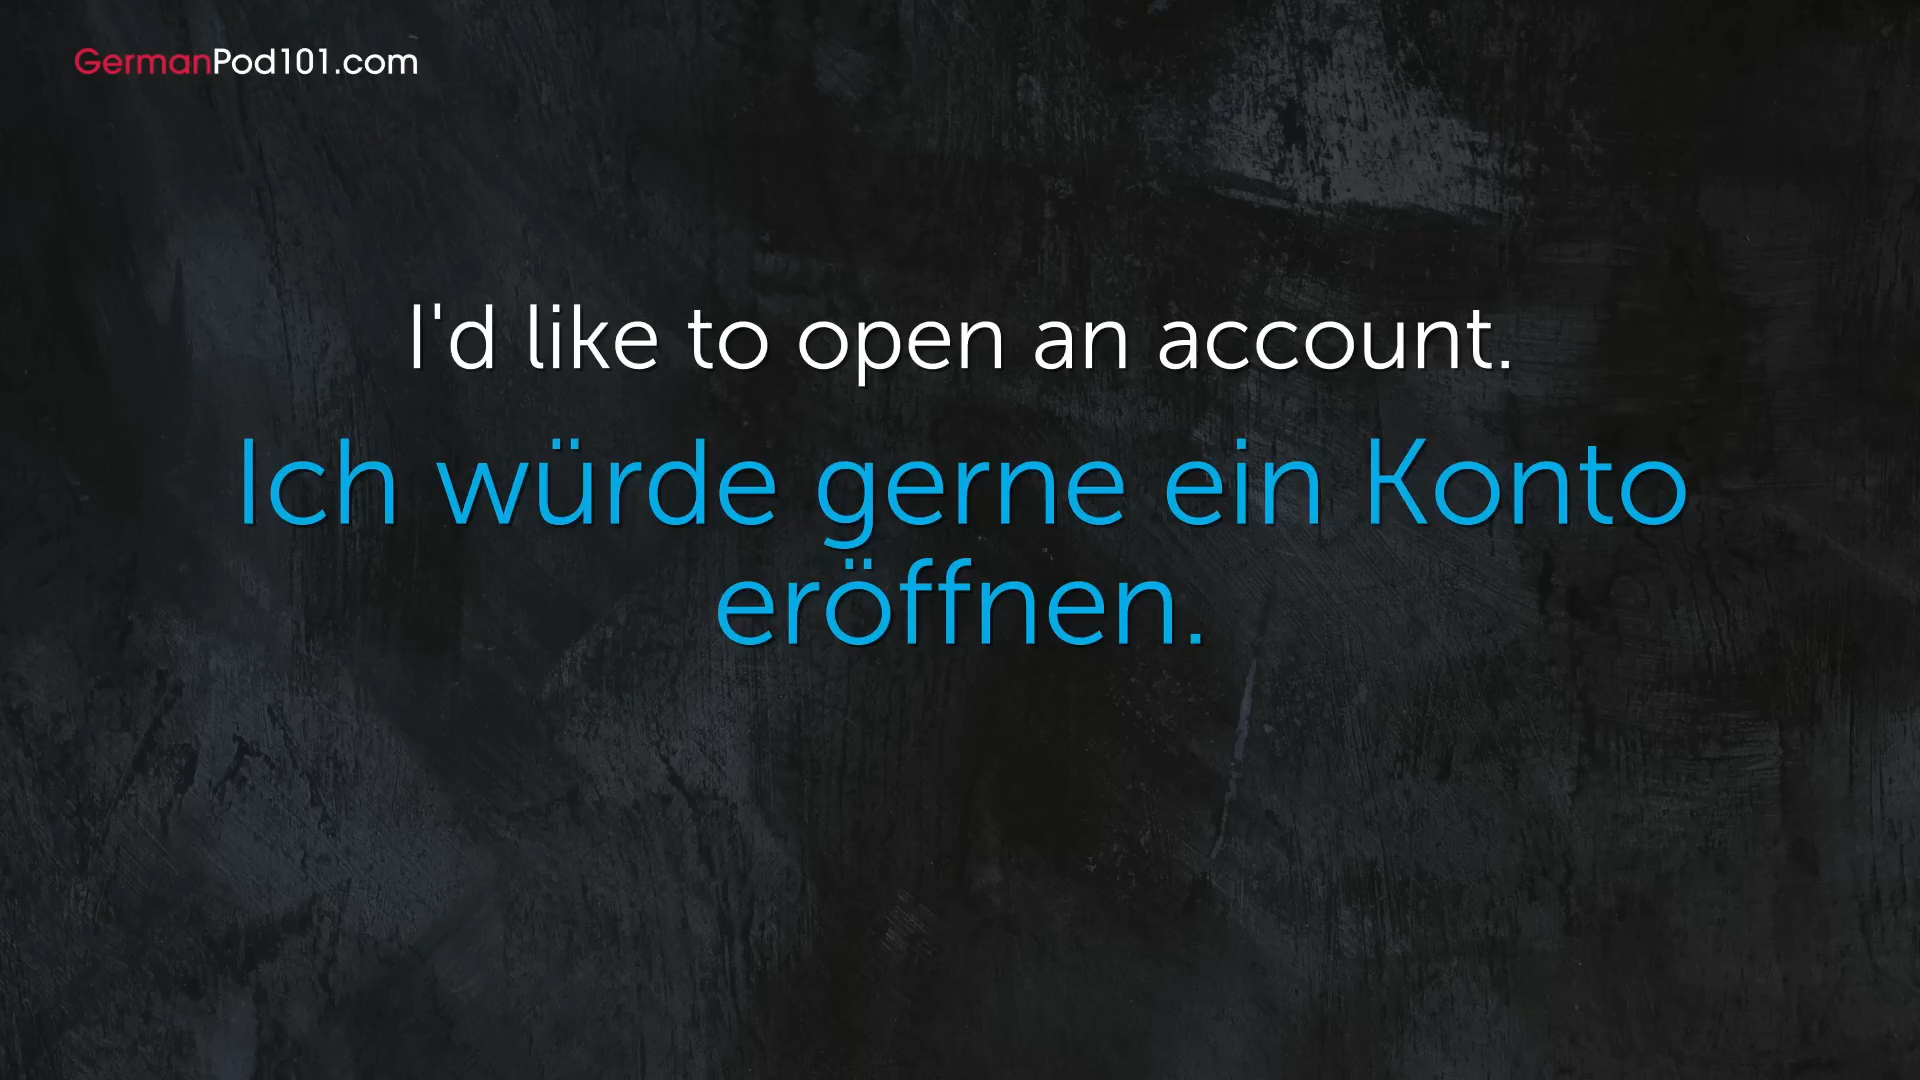 GermanPod101.com
I'd like to open an account.
Ich würde gerne ein Konto
eröffnen.